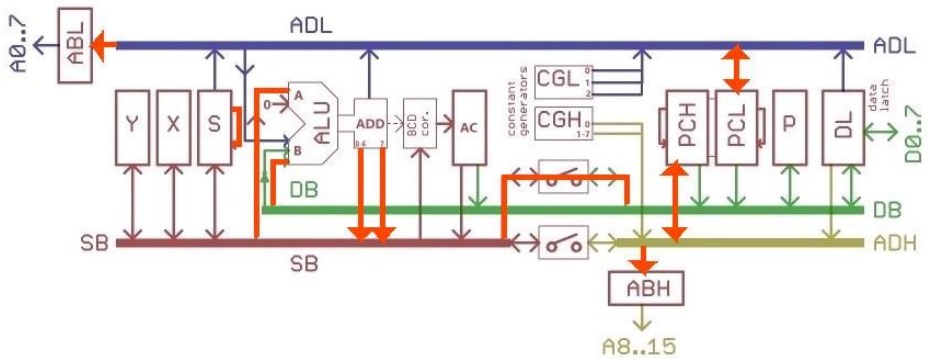 A0..7
ABL
ADL
ADL
Y
X
S
0
A
B
ALU
ADD
0-6
7
BCD
cor.
AC
constant
generators
CGL
0
1
2
CGH
0
1-7
PCH
PCL
P
DL
data
latch
D0..7
DB
DB
SB
SB
ADH
ABH
A8..15